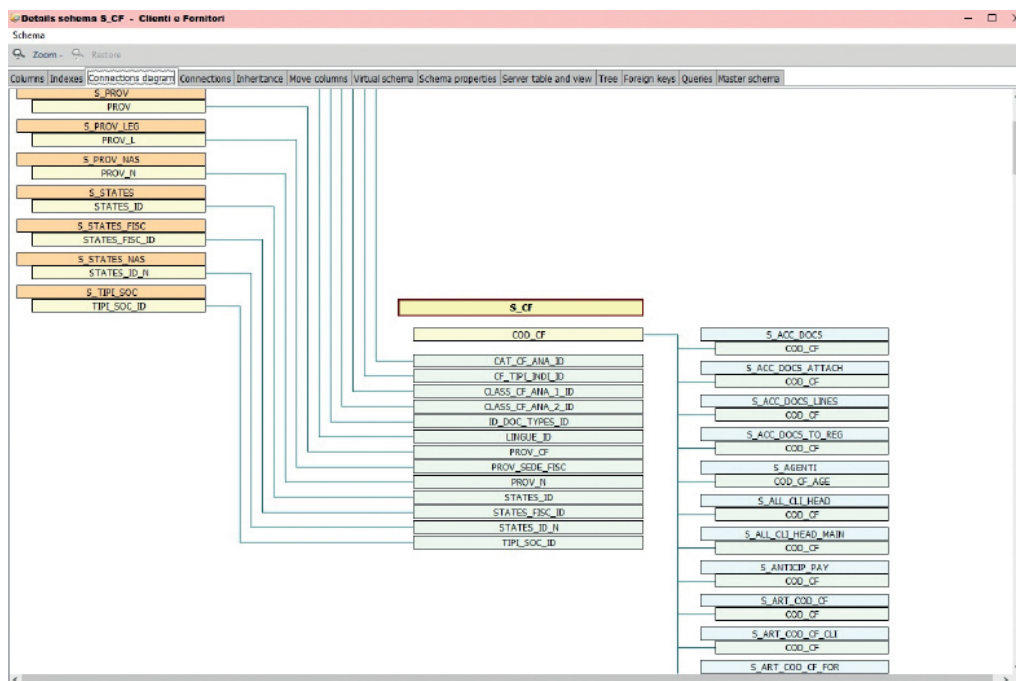 Details schema S_CF - Clienti e Fornitori
Schema
Zoom - Restore
Columns Indexes Connections diagram Connections Inheritance Move columns Virtual schema Schema properties Server table and view Tree Foreign keys Queries Master schema
S_PROV
PROV
S_PROV_LEG
PROV_L
S_PROV_NAS
PROV_N
S_STATES
STATES_ID
S_STATES_FISC
STATES_FISC_ID
S_STATES_NAS
STATES_ID_N
S_TIPI_SOC
TIPI_SOC_ID
S_CF
COD_CF
CAT_CF_ANA_ID
CF_TIPI_INDI_ID
CLASS_CF_ANA_1_ID
CLASS_CF_ANA_2_ID
ID_DOC_TYPES_ID
LINGUE_ID
PROV_CF
PROV_SEDE_FISC
PROV_N
STATES_ID
STATES_FISC_ID
STATES_ID_N
TIPI_SOC_ID
S_ACC_DOCS
COD_CF
S_ACC_DOCS_ATTACH
COD_CF
S_ACC_DOCS_LINES
COD_CF
S_ACC_DOCS_TO_REG
COD_CF
S_AGENTI
COD_CF_AGE
S_ALL_CLI_HEAD
COD_CF
S_ALL_CLI_HEAD_MAIN
COD_CF
S_ANTICIP_PAY
COD_CF
S_ART_COD_CF
COD_CF
S_ART_COD_CF_CLI
COD_CF
S_ART_COD_CF_FOR